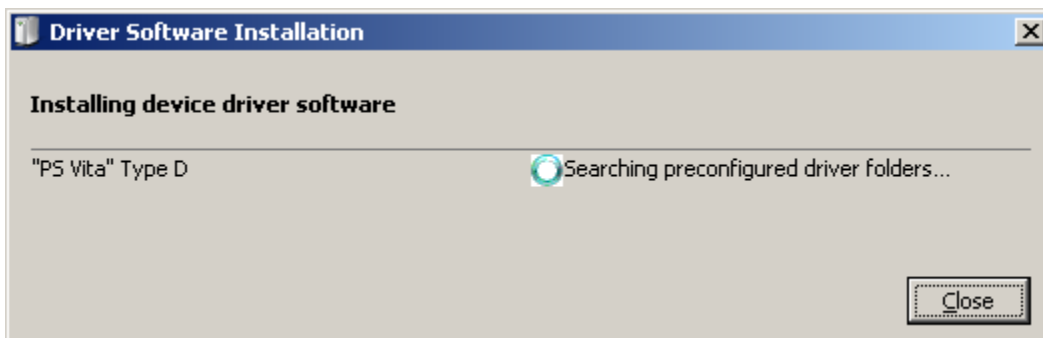 Driver Software Installation
Installing device driver software
"PS Vita" Type D Searching preconfigured driver folders...
Close